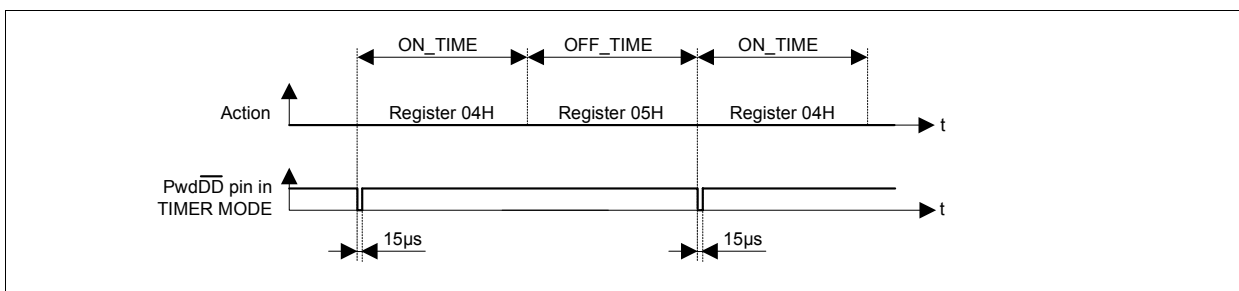 ON_TIME OFF_TIME ON_TIME
Action Register 04H Register 05H Register 04H t
PwdDD pin in
TIMER MODE t
15µs 15µs